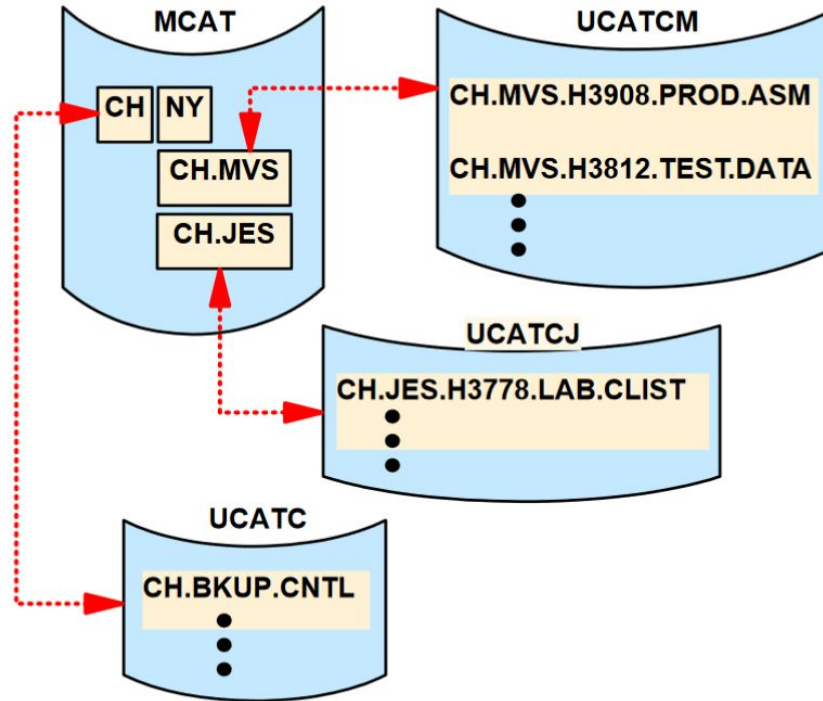 MCAT
CH NY
CH.MVS
CH.JES
UCATCM
CH.MVS.H3908.PROD.ASM
CH.MVS.H3812.TEST.DATA
UCATCJ
CH.JES.H3778.LAB.CLIST
UCATC
CH.BKUP.CNTL